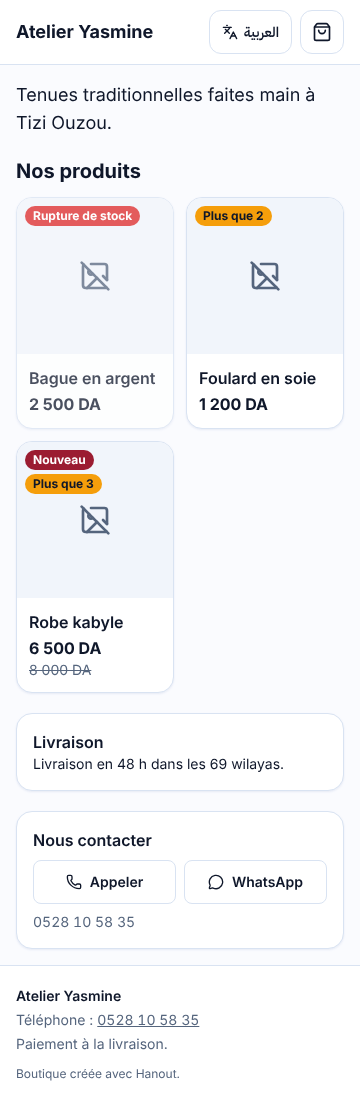 Atelier Yasmine
العربية
Tenues traditionnelles faites main à
Tizi Ouzou.
Nos produits
Rupture de stock
Bague en argent
2 500 DA
Plus que 2
Foulard en soie
1 200 DA
Nouveau
Plus que 3
Robe kabyle
6 500 DA
8 000 DA
Livraison
Livraison en 48 h dans les 69 wilayas.
Nous contacter
Appeler
WhatsApp
0528 10 58 35
Atelier Yasmine
Téléphone : 0528 10 58 35
Paiement à la livraison.
Boutique créée avec Hanout.